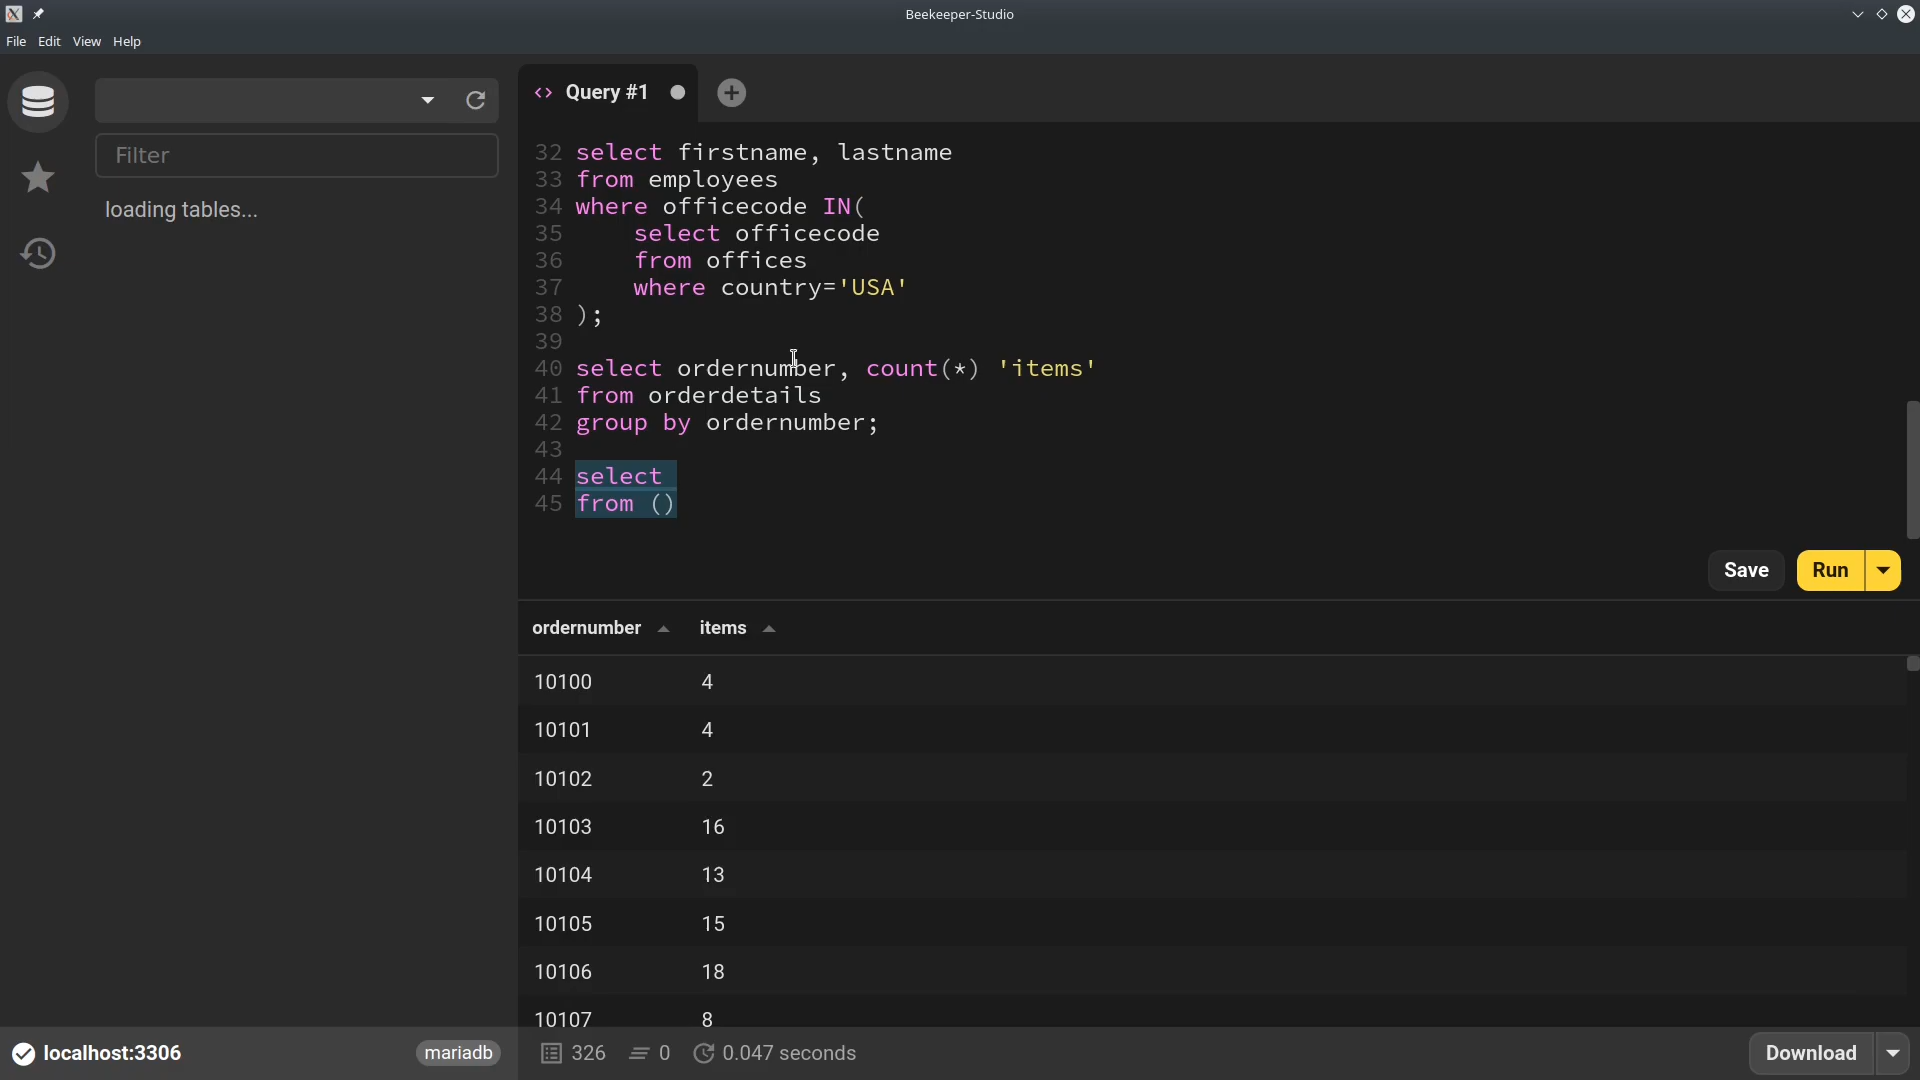 Beekeeper-Studio
File Edit View Help
Query #1
Filter
loading tables...
32 select firstname, lastname
33 from employees
34 where officecode IN(
35     select officecode
36     from offices
37     where country='USA'
38 );
39
40 select ordernumber, count(*) 'items'
41 from orderdetails
42 group by ordernumber;
43
44 select
45 from ()
Save Run
ordernumber items
10100 4
10101 4
10102 2
10103 16
10104 13
10105 15
10106 18
10107 8
localhost:3306 mariadb 326 0 0.047 seconds Download